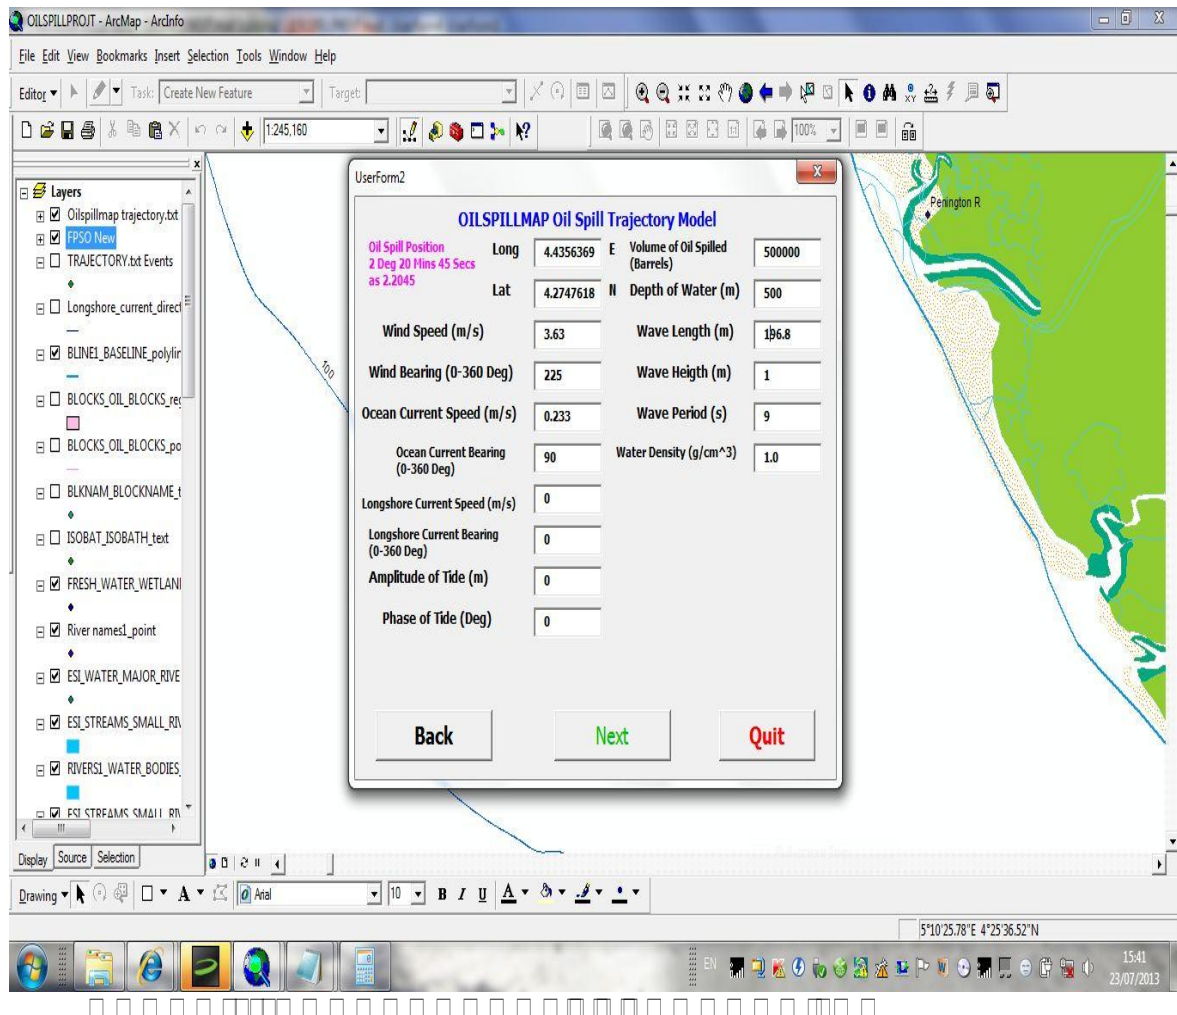 OILSPILLPROJT - ArcMap - ArcInfo
File Edit View Bookmarks Insert Selection Tools Window Help
Editor Task: Create New Feature Target:
1:245,160 100%
Layers
Oilspillmap trajectory.txt
FPSO New
TRAJECTORY.txt Events
Longshore_current_direct
BLINE1_BASELINE_polylin
BLOCKS_OIL_BLOCKS_reg
BLOCKS_OIL_BLOCKS_po
BLKNAM_BLOCKNAME_t
ISOBAT_ISOBATH_text
FRESH_WATER_WETLANI
River names1_point
ESI_WATER_MAJOR_RIVE
ESI_STREAMS_SMALL_RIV
RIVERS1_WATER_BODIES_
ESI_STREAMS_SMALL_RIV
Display Source Selection
100
Penington R
UserForm2
OILSPILLMAP Oil Spill Trajectory Model
Oil Spill Position
2 Deg 20 Mins 45 Secs
as 2.2045
Long 4.4356369 E
Lat 4.2747618 N
Wind Speed (m/s) 3.63
Wind Bearing (0-360 Deg) 225
Ocean Current Speed (m/s) 0.233
Ocean Current Bearing
(0-360 Deg) 90
Longshore Current Speed (m/s) 0
Longshore Current Bearing
(0-360 Deg) 0
Amplitude of Tide (m) 0
Phase of Tide (Deg) 0
Volume of Oil Spilled
(Barrels) 500000
Depth of Water (m) 500
Wave Length (m) 196.8
Wave Heigth (m) 1
Wave Period (s) 9
Water Density (g/cm^3) 1.0
Back Next Quit
Drawing A Arial 10 B I U A
5°10'25.78"E 4°25'36.52"N
EN
15:41
23/07/2013